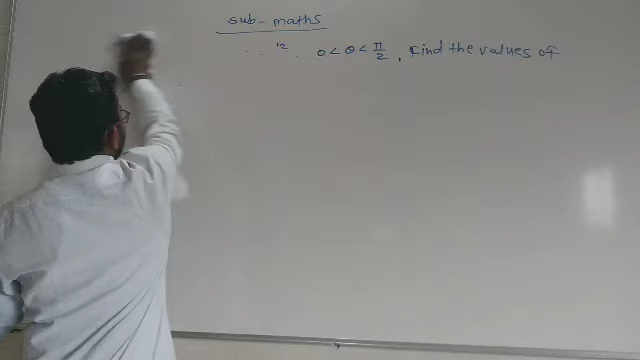 sub-maths
12 0 < θ < π/2, Find the values of